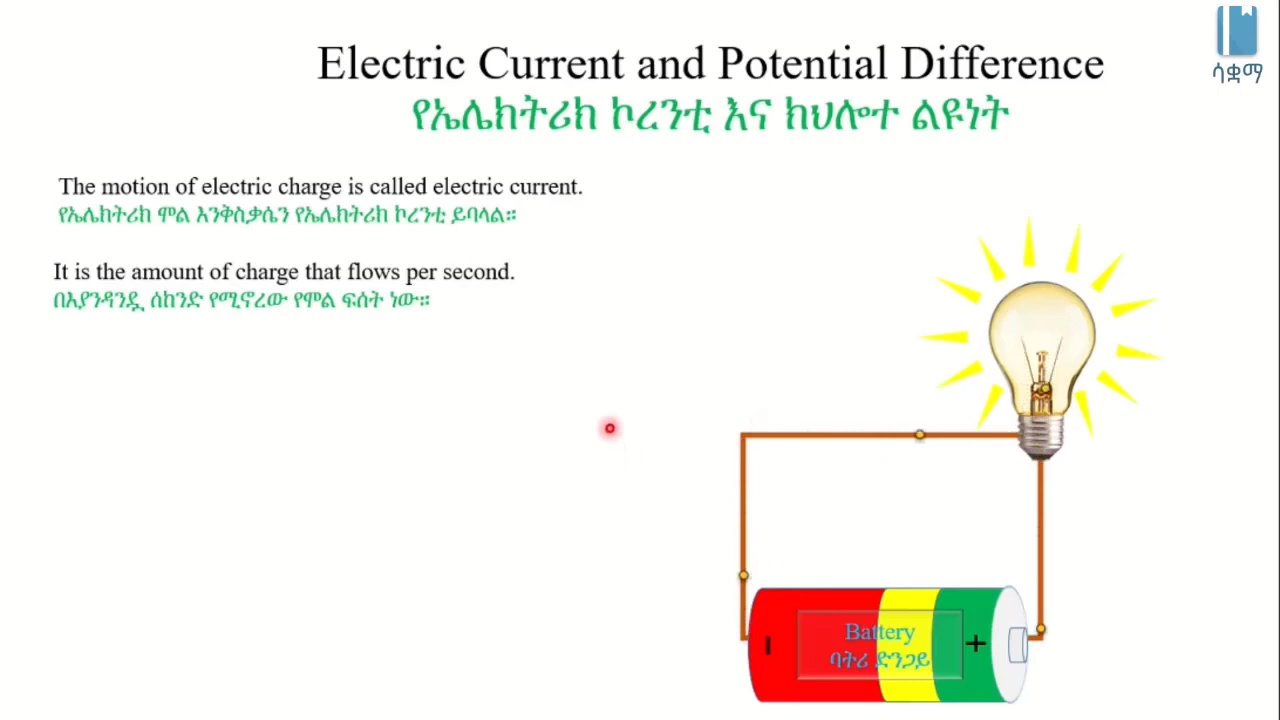 Electric Current and Potential Difference
የኤሌክትሪክ ኮረንቲ እና ክህሎተ ልዩነት
ሳቋማ
The motion of electric charge is called electric current.
የኤሌክትሪክ ሞል እንቅስቃሴን የኤሌክትሪክ ኮረንቲ ይባላል።
It is the amount of charge that flows per second.
በእያንዳንዷ ሰከንድ የሚኖረው የሞል ፍሰት ነው።
Battery
ባትሪ ድንጋይ
+